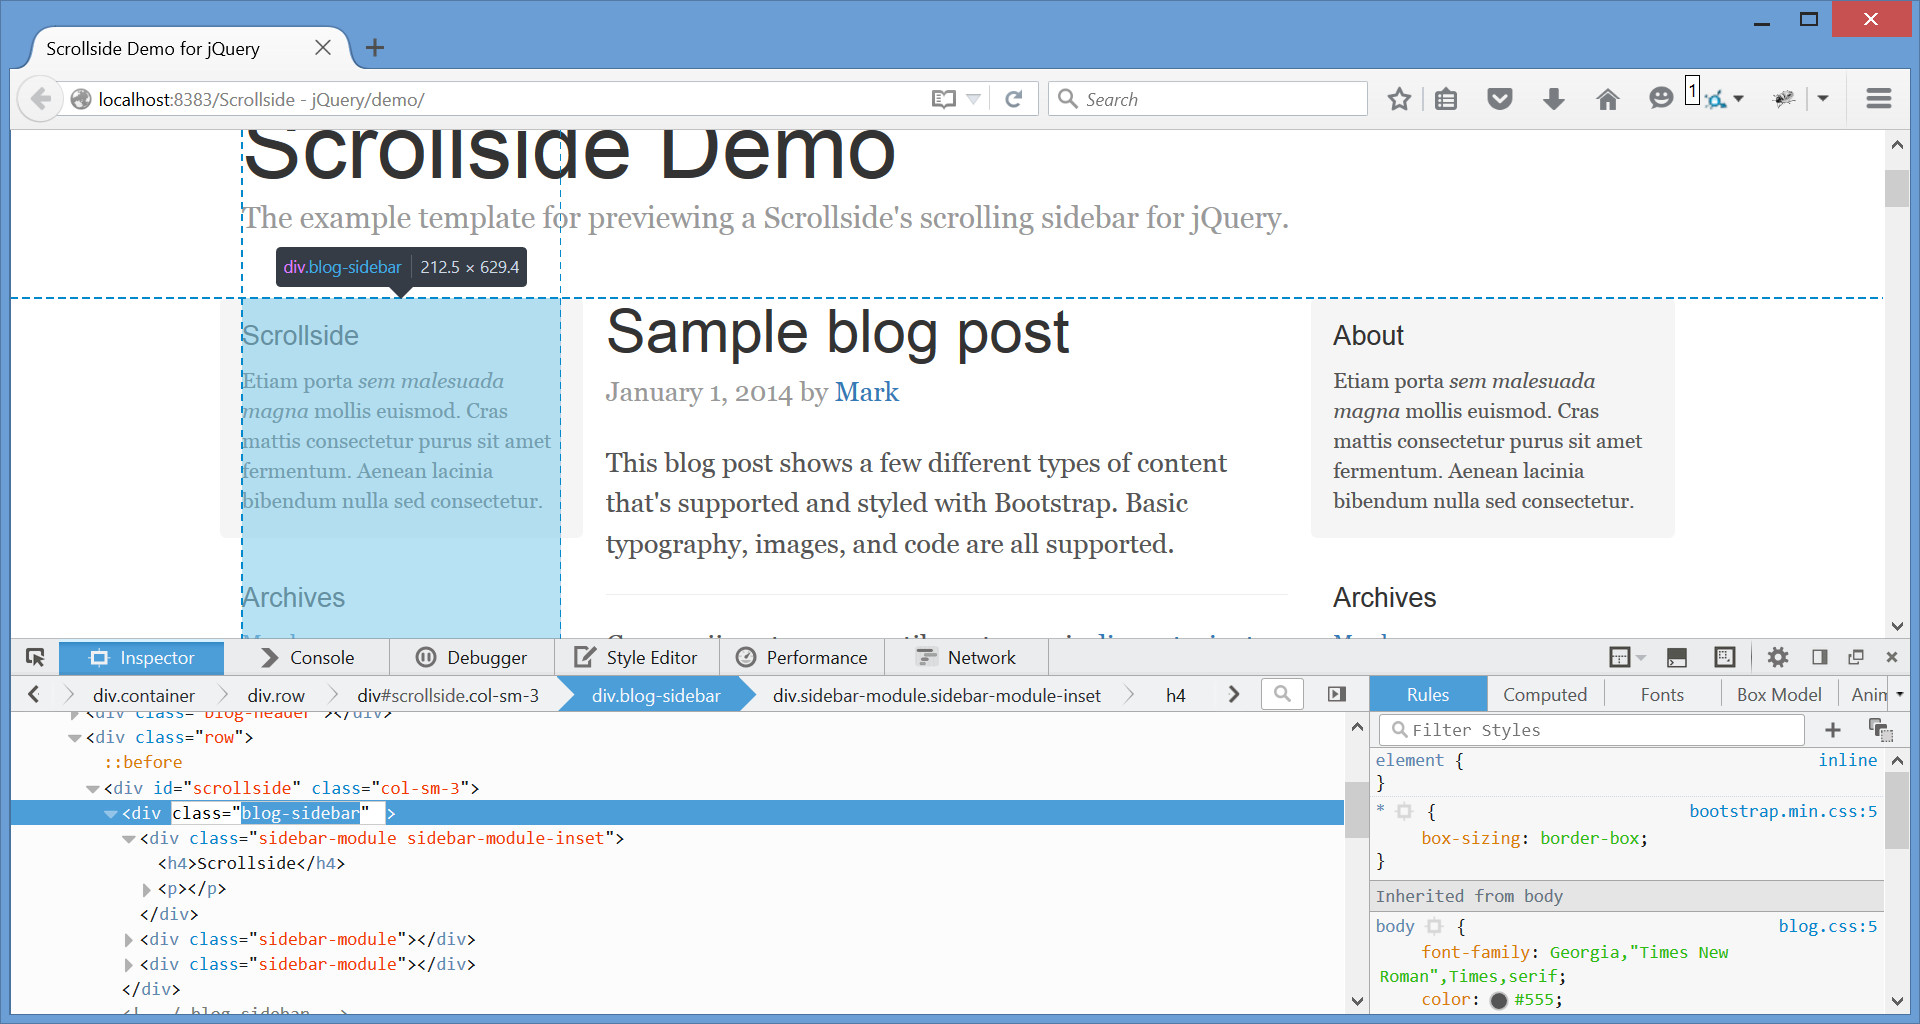 Scrollside Demo for jQuery
localhost:8383/Scrollside - jQuery/demo/
Search
1
Scrollside Demo
The example template for previewing a Scrollside's scrolling sidebar for jQuery.
div.blog-sidebar 212.5 × 629.4
Scrollside
Etiam porta sem malesuada
magna mollis euismod. Cras
mattis consectetur purus sit amet
fermentum. Aenean lacinia
bibendum nulla sed consectetur.
Archives
Sample blog post
January 1, 2014 by Mark
This blog post shows a few different types of content
that's supported and styled with Bootstrap. Basic
typography, images, and code are all supported.
About
Etiam porta sem malesuada
magna mollis euismod. Cras
mattis consectetur purus sit amet
fermentum. Aenean lacinia
bibendum nulla sed consectetur.
Archives
Inspector Console Debugger Style Editor Performance Network
div.container div.row div#scrollside.col-sm-3 div.blog-sidebar div.sidebar-module.sidebar-module-inset h4
<div class="blog-header"></div>
<div class="row">
::before
<div id="scrollside" class="col-sm-3">
<div class="blog-sidebar" >
<div class="sidebar-module sidebar-module-inset">
<h4>Scrollside</h4>
<p></p>
</div>
<div class="sidebar-module"></div>
<div class="sidebar-module"></div>
</div>
<!-- / blog-sidebar -->
Rules Computed Fonts Box Model Anim
Filter Styles
element { inline
}
* { bootstrap.min.css:5
box-sizing: border-box;
}
Inherited from body
body { blog.css:5
font-family: Georgia,"Times New
Roman",Times,serif;
color: #555;